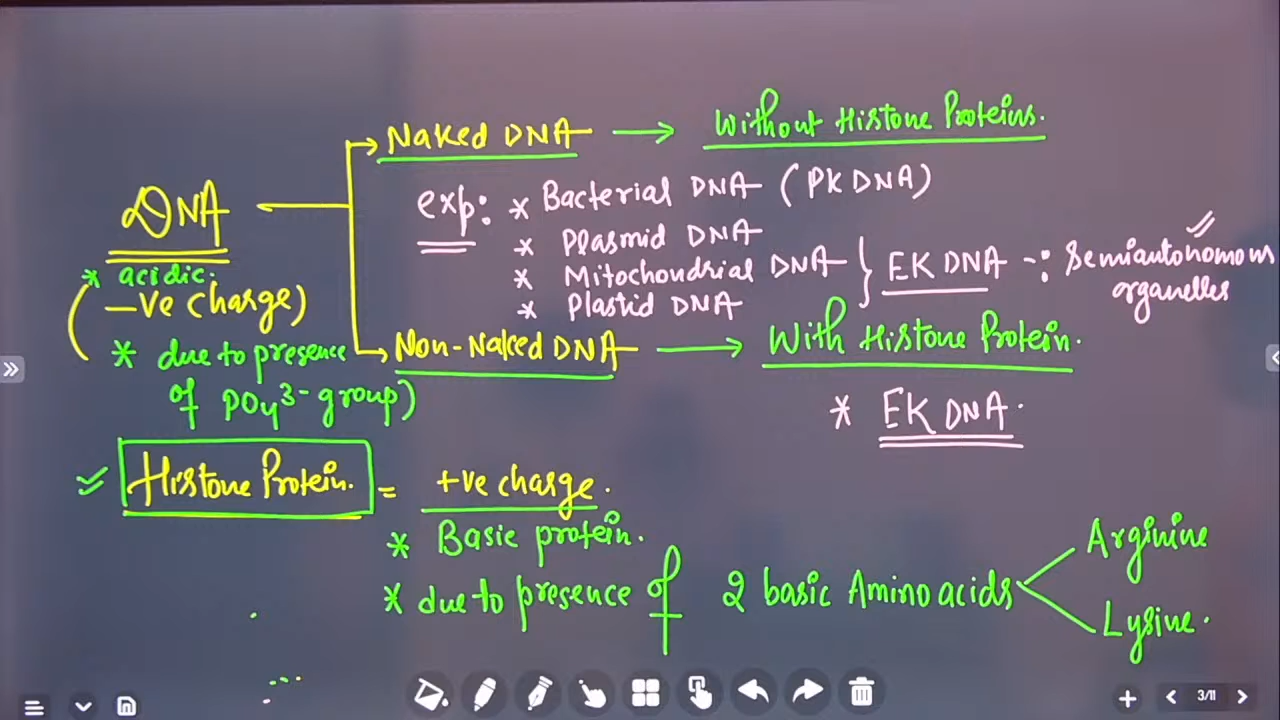 Naked DNA → Without Histone Proteins.
exp: * Bacterial DNA (PK DNA)
* Plasmid DNA
* Mitochondrial DNA } EK DNA -: Semiautonomous organelles
* Plastid DNA
DNA
* acidic.
(-ve charge)
* due to presence
of PO4³⁻ group)
Non-Naked DNA → With Histone Protein.
* EK DNA.
Histone Protein. = +ve charge.
* Basic protein.
* due to presence of 2 basic Amino acids
Arginine
Lysine.
3/11